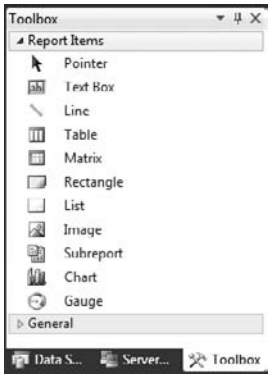 Toolbox
Report Items
Pointer
Text Box
Line
Table
Matrix
Rectangle
List
Image
Subreport
Chart
Gauge
General
Data S... Server... Toolbox